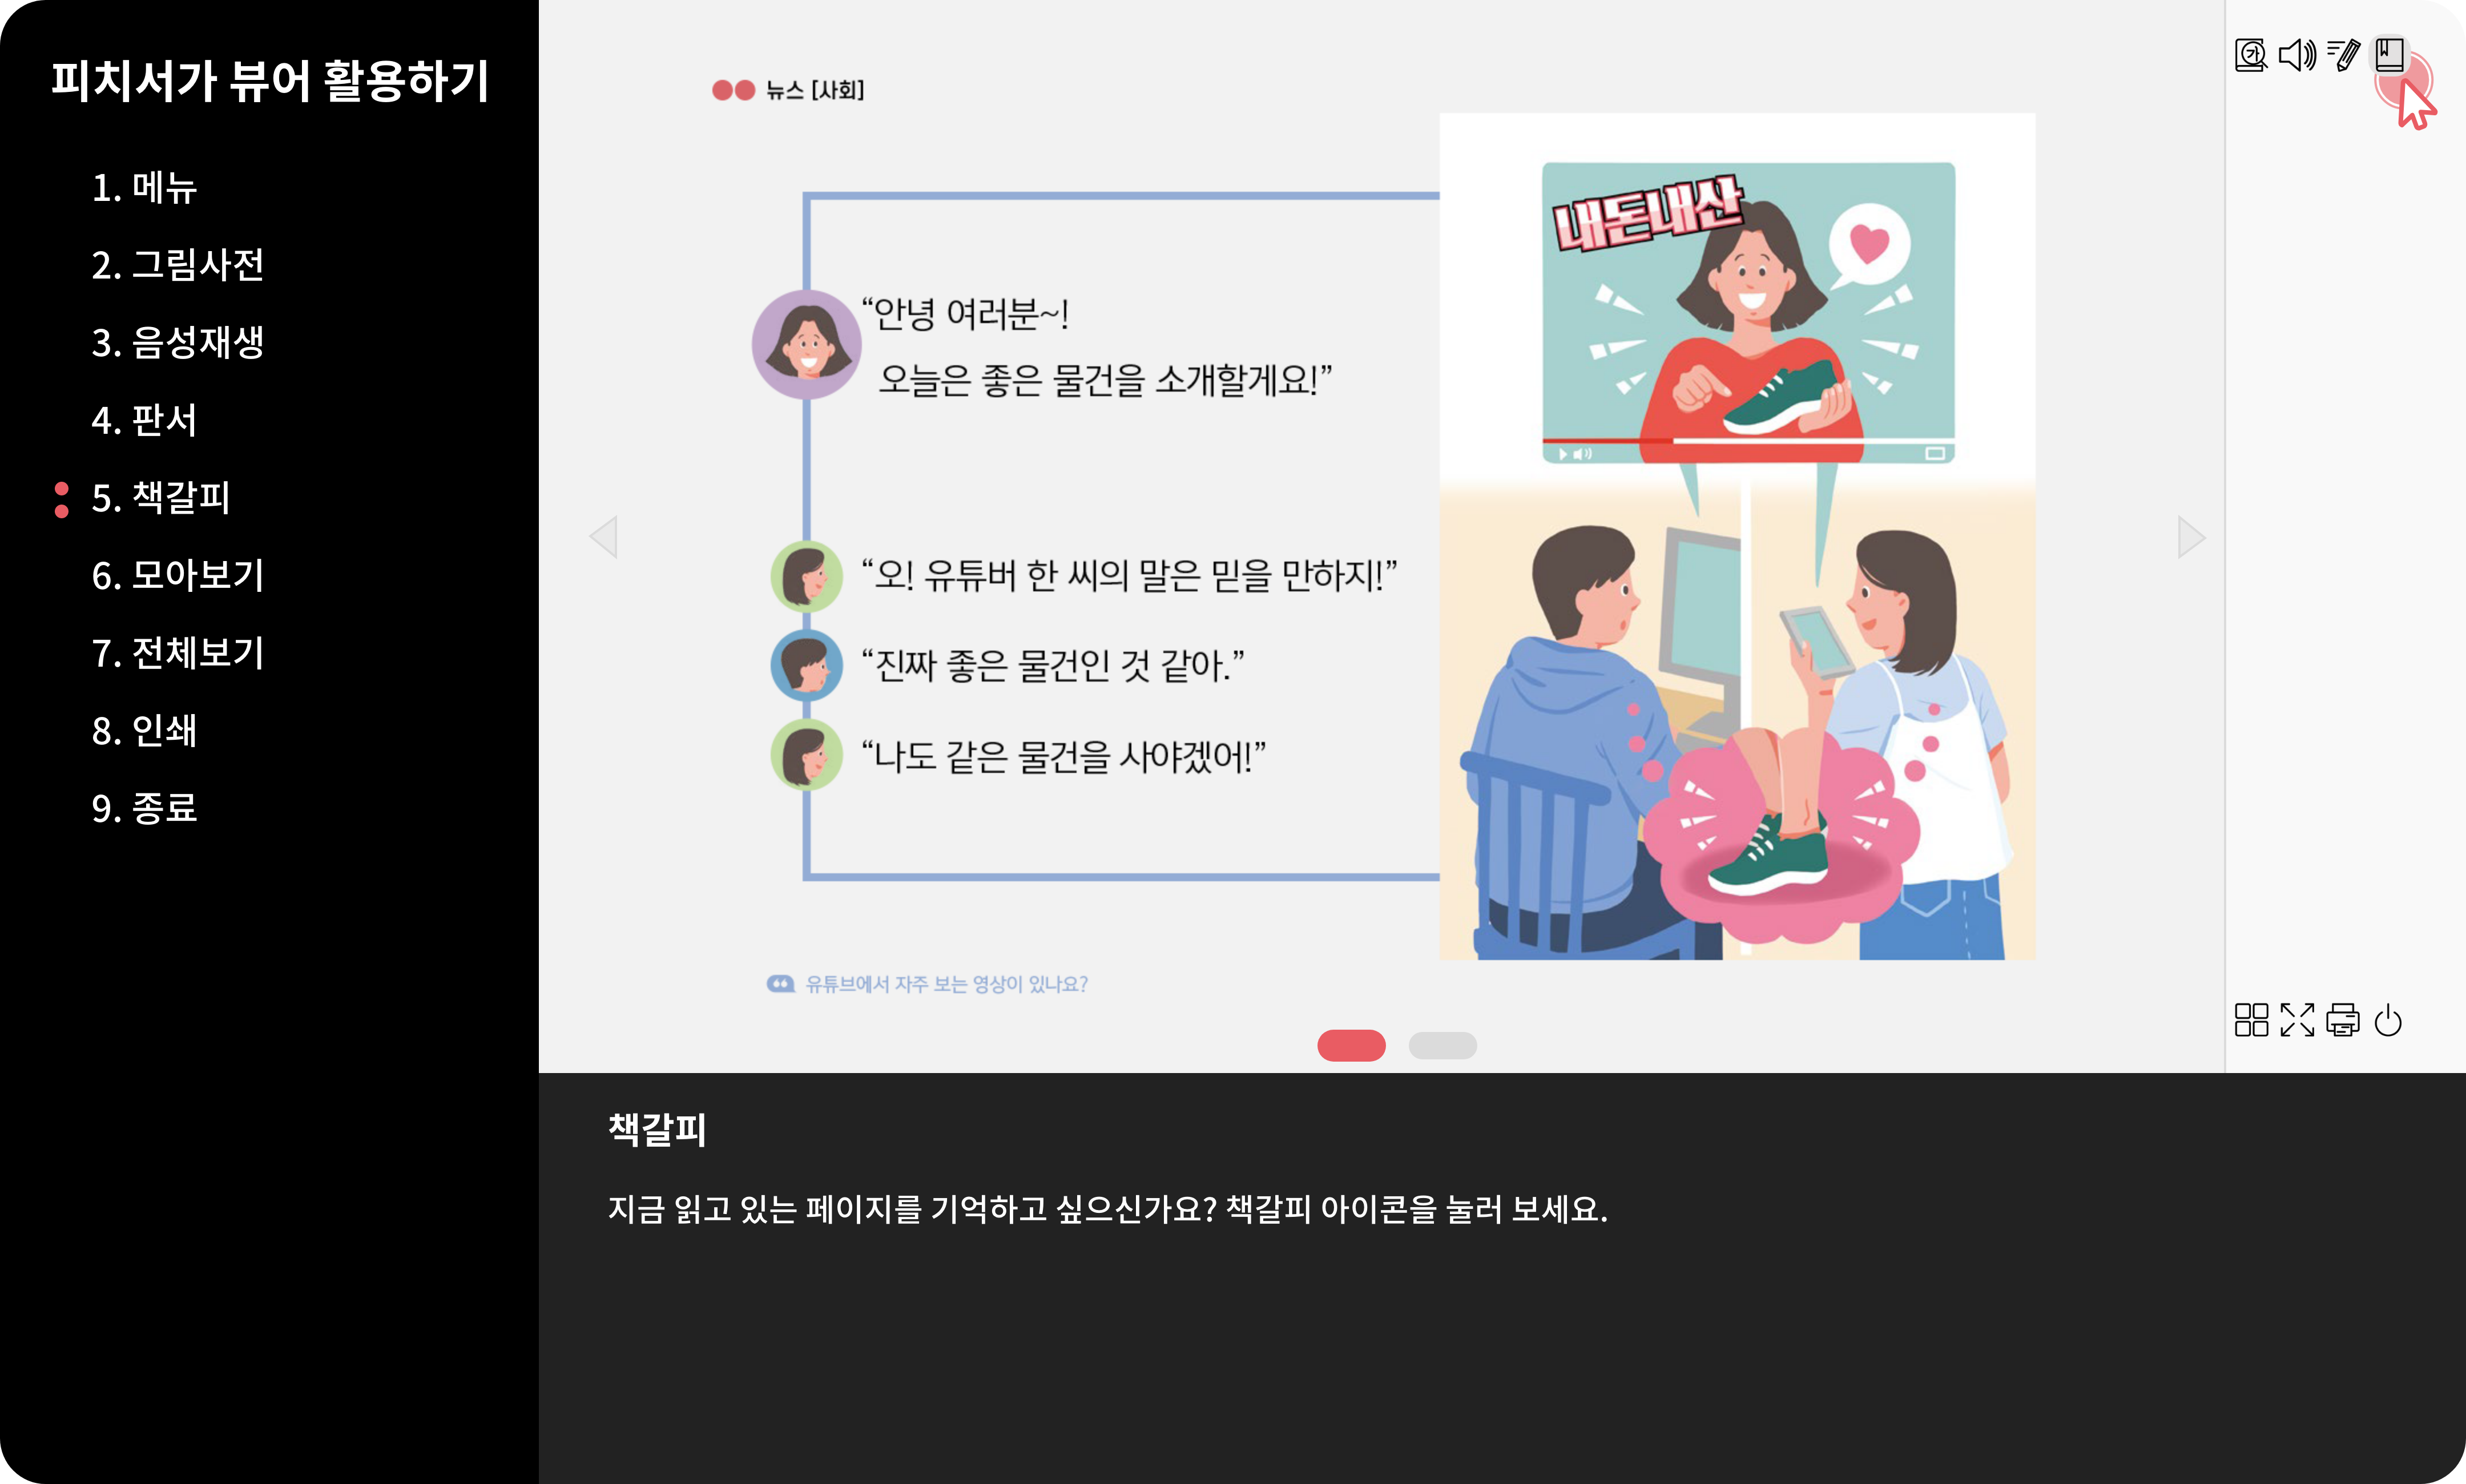 피치서가 뷰어 활용하기
1. 메뉴
2. 그림사전
3. 음성재생
4. 판서
5. 책갈피
6. 모아보기
7. 전체보기
8. 인쇄
9. 종료
뉴스 [사회]
“안녕 여러분~!
오늘은 좋은 물건을 소개할게요!”
“오! 유튜버 한 씨의 말은 믿을 만하지!”
“진짜 좋은 물건인 것 같아.”
“나도 같은 물건을 사야겠어!”
내돈내산
유튜브에서 자주 보는 영상이 있나요?
가
책갈피
지금 읽고 있는 페이지를 기억하고 싶으신가요? 책갈피 아이콘을 눌러 보세요.